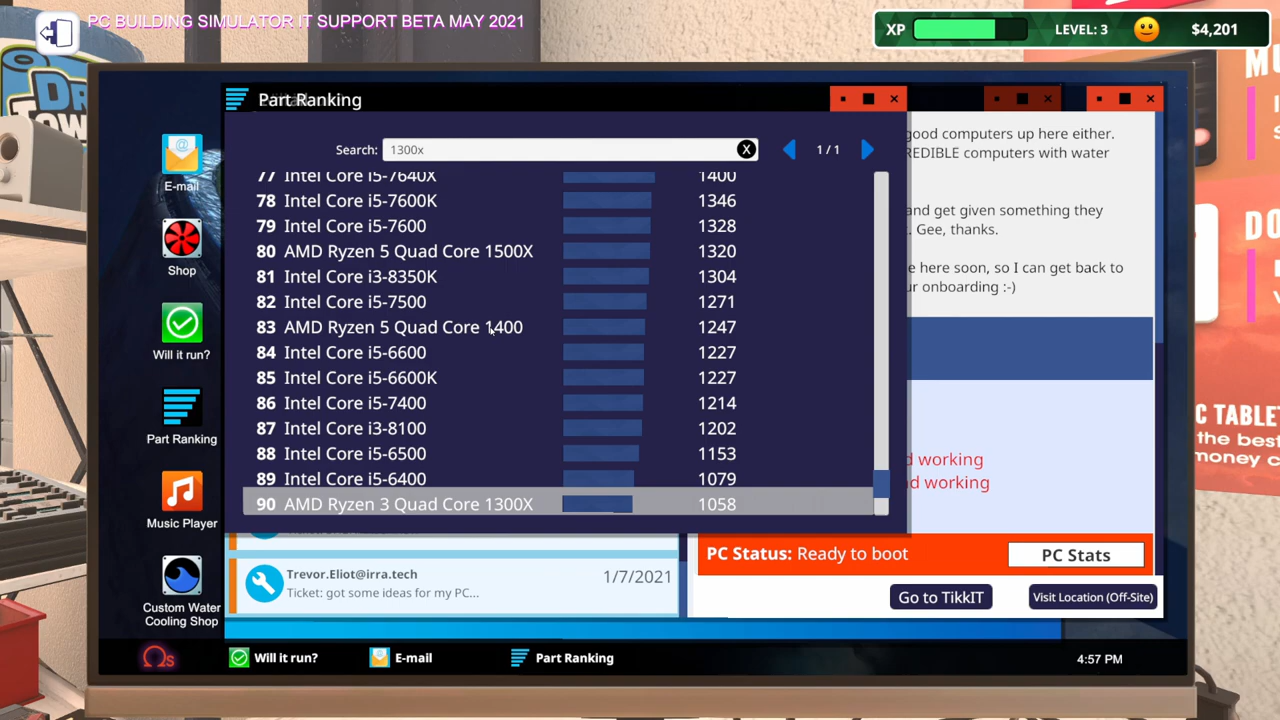 PC BUILDING SIMULATOR IT SUPPORT BETA MAY 2021
XP
LEVEL: 3
$4,201
Part Ranking
Search: 1300x
X
1 / 1
77 Intel Core i5-7640X 1400
78 Intel Core i5-7600K 1346
79 Intel Core i5-7600 1328
80 AMD Ryzen 5 Quad Core 1500X 1320
81 Intel Core i3-8350K 1304
82 Intel Core i5-7500 1271
83 AMD Ryzen 5 Quad Core 1400 1247
84 Intel Core i5-6600 1227
85 Intel Core i5-6600K 1227
86 Intel Core i5-7400 1214
87 Intel Core i3-8100 1202
88 Intel Core i5-6500 1153
89 Intel Core i5-6400 1079
90 AMD Ryzen 3 Quad Core 1300X 1058
E-mail
Shop
Will it run?
Part Ranking
Music Player
Custom Water
Cooling Shop
good computers up here either.
REDIBLE computers with water
and get given something they
. Gee, thanks.
e here soon, so I can get back to
ur onboarding :-)
d working
d working
PC Status: Ready to boot
PC Stats
Trevor.Eliot@irra.tech
1/7/2021
Ticket: got some ideas for my PC...
Go to TikkIT
Visit Location (Off-Site)
Ωs
Will it run?
E-mail
Part Ranking
4:57 PM
DR
TOW
M
DO
C TABLE
the bes
money c